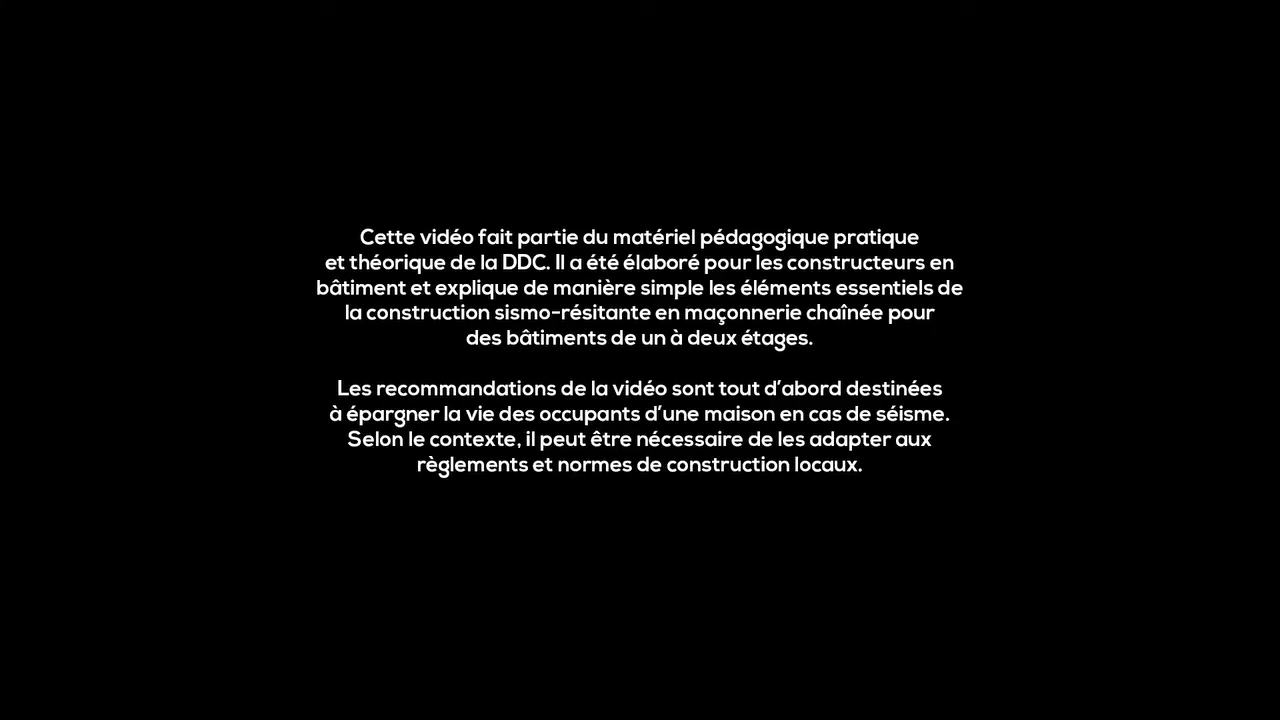 Cette vidéo fait partie du matériel pédagogique pratique
et théorique de la DDC. Il a été élaboré pour les constructeurs en
bâtiment et explique de manière simple les éléments essentiels de
la construction sismo-résitante en maçonnerie chaînée pour
des bâtiments de un à deux étages.
Les recommandations de la vidéo sont tout d'abord destinées
à épargner la vie des occupants d'une maison en cas de séisme.
Selon le contexte, il peut être nécessaire de les adapter aux
règlements et normes de construction locaux.